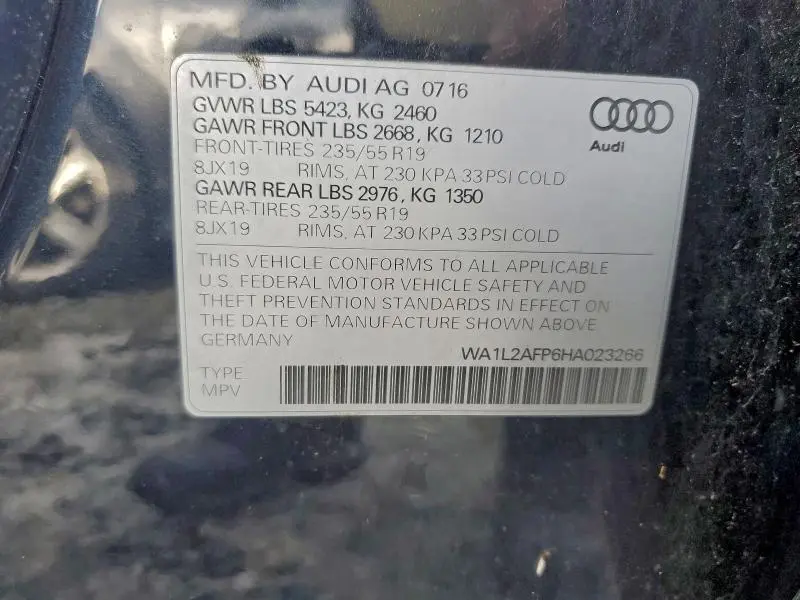 MFD. BY AUDI AG 0716
GVWR LBS 5423, KG 2460
GAWR FRONT LBS 2668, KG 1210
FRONT-TIRES 235/55 R19
8JX19 RIMS, AT 230 KPA 33 PSI COLD
GAWR REAR LBS 2976, KG 1350
REAR-TIRES 235/55 R19
8JX19 RIMS, AT 230 KPA 33 PSI COLD
Audi
THIS VEHICLE CONFORMS TO ALL APPLICABLE
U.S. FEDERAL MOTOR VEHICLE SAFETY AND
THEFT PREVENTION STANDARDS IN EFFECT ON
THE DATE OF MANUFACTURE SHOWN ABOVE
GERMANY
WA1L2AFP6HA023266
TYPE
MPV